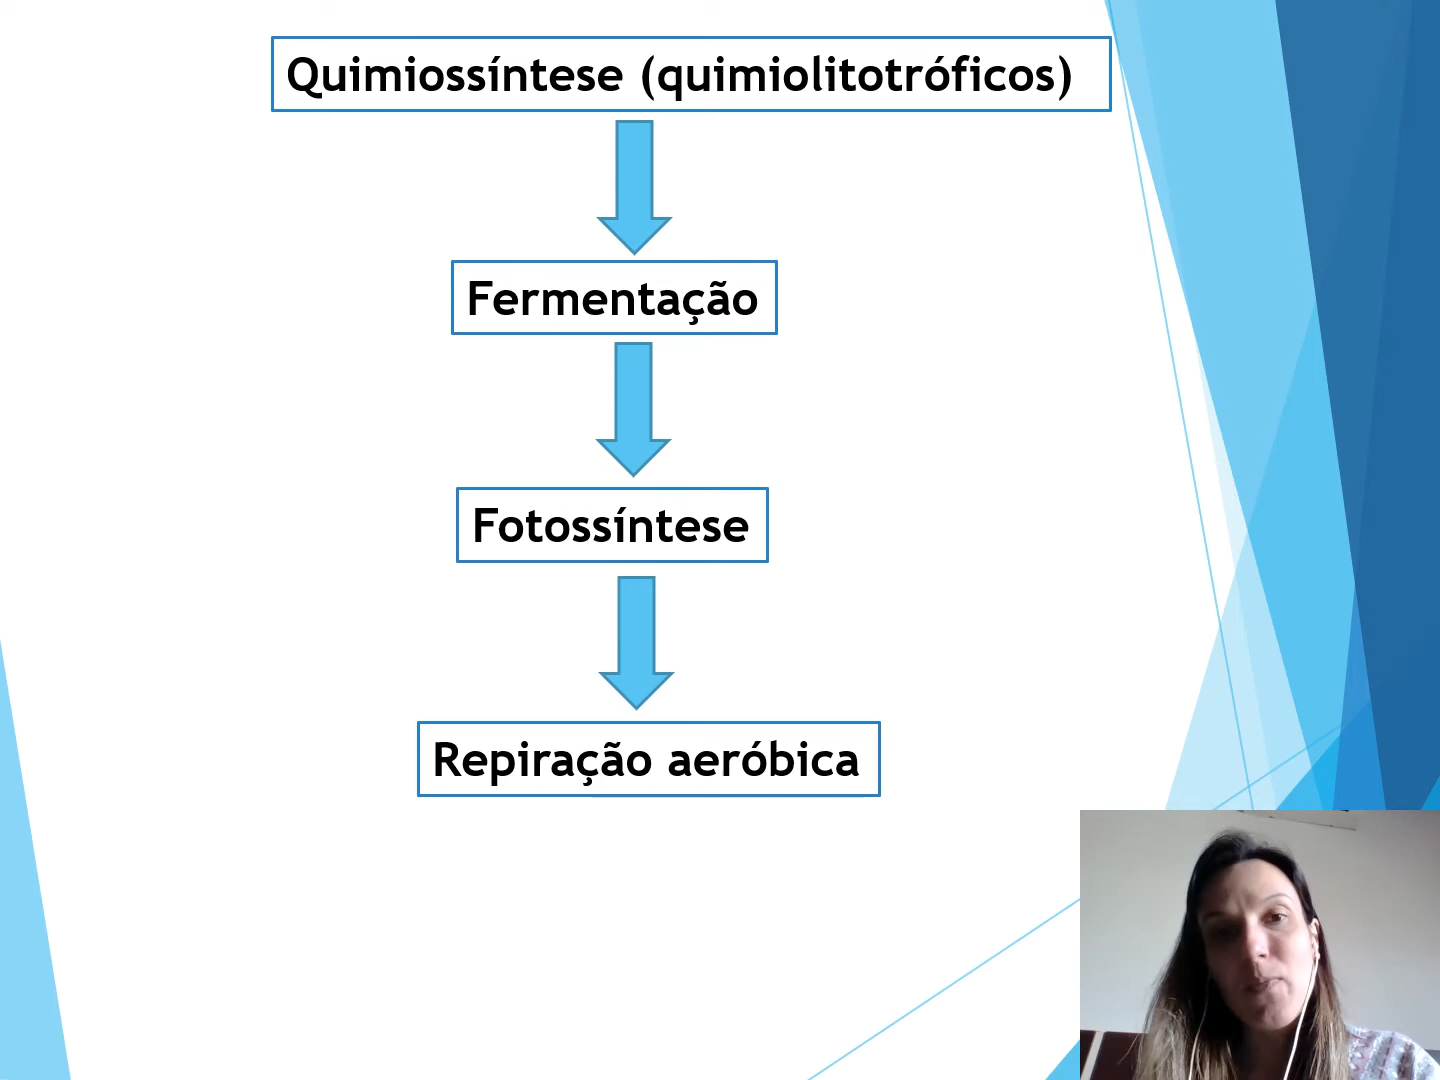 Quimiossíntese (quimiolitotróficos)
Fermentação
Fotossíntese
Repiração aeróbica